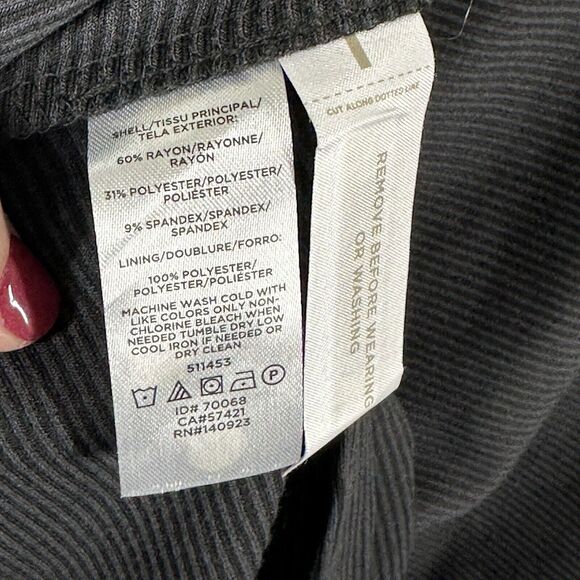 SHELL/TISSU PRINCIPAL/
TELA EXTERIOR:
60% RAYON/RAYONNE/
RAYÓN
31% POLYESTER/POLYESTER/
POLIÉSTER
9% SPANDEX/SPANDEX/
SPANDEX
LINING/DOUBLURE/FORRO:
100% POLYESTER/
POLYESTER/POLIÉSTER
MACHINE WASH COLD WITH
LIKE COLORS ONLY NON-
CHLORINE BLEACH WHEN
NEEDED TUMBLE DRY LOW
COOL IRON IF NEEDED OR
DRY CLEAN
511453
P
ID# 70068
CA#57421
RN#140923
CUT ALONG DOTTED LINE
REMOVE BEFORE WEARING
OR WASHING